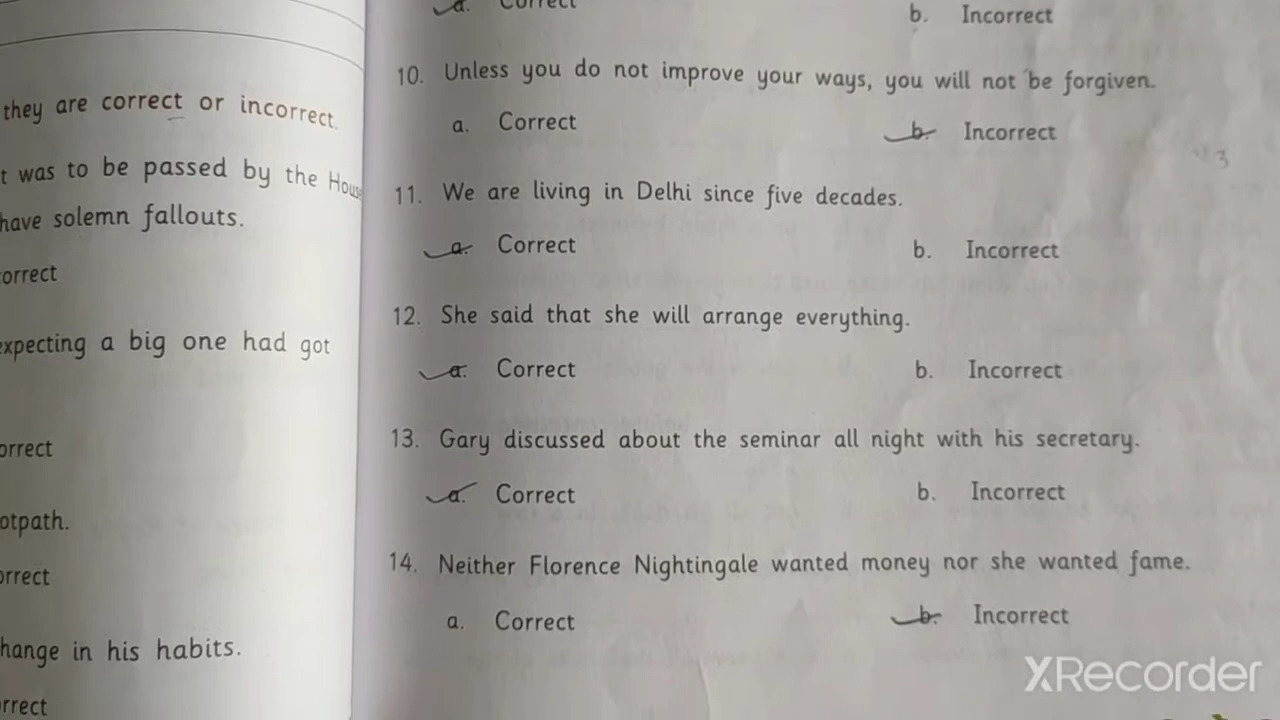 they are correct or incorrect.
t was to be passed by the House
have solemn fallouts.
orrect
expecting a big one had got
orrect
otpath.
orrect
hange in his habits.
rrect
a. Correct
b. Incorrect
10. Unless you do not improve your ways, you will not be forgiven.
a. Correct b. Incorrect
11. We are living in Delhi since five decades.
a. Correct b. Incorrect
12. She said that she will arrange everything.
a. Correct b. Incorrect
13. Gary discussed about the seminar all night with his secretary.
a. Correct b. Incorrect
14. Neither Florence Nightingale wanted money nor she wanted fame.
a. Correct b. Incorrect
XRecorder